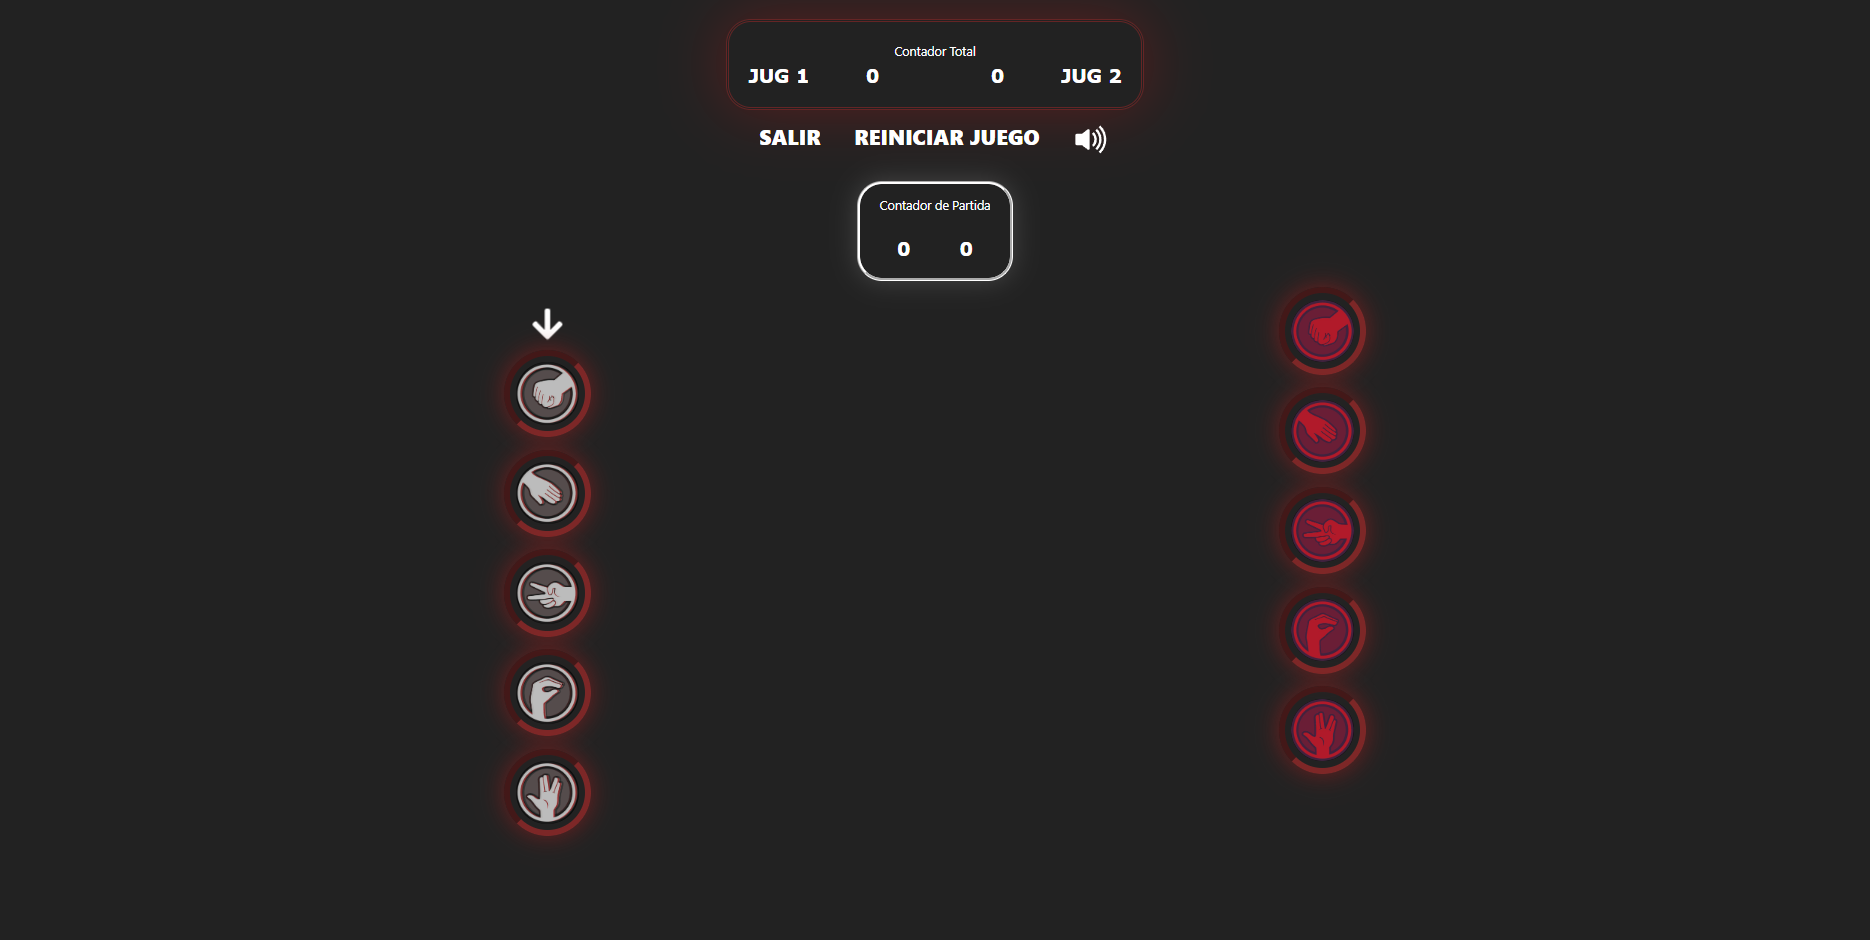 Contador Total
JUG 1 0 0 JUG 2
SALIR REINICIAR JUEGO
Contador de Partida
0 0